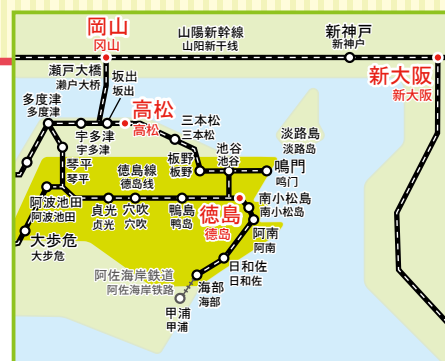 岡山
冈山
山陽新幹線
山阳新干线
新神戸
新神户
新大阪
新大阪
瀬戸大橋
濑户大桥
坂出
坂出
多度津
多度津
宇多津
宇多津
高松
高松
三本松
三本松
淡路島
淡路岛
琴平
琴平
徳島線
德岛线
板野
板野
池谷
池谷
鳴門
鸣门
阿波池田
阿波池田
貞光
贞光
穴吹
穴吹
鴨島
鸭岛
徳島
德岛
南小松島
南小松岛
大歩危
大步危
阿南
阿南
日和佐
日和佐
阿佐海岸鉄道
阿佐海岸铁路
海部
海部
甲浦
甲浦